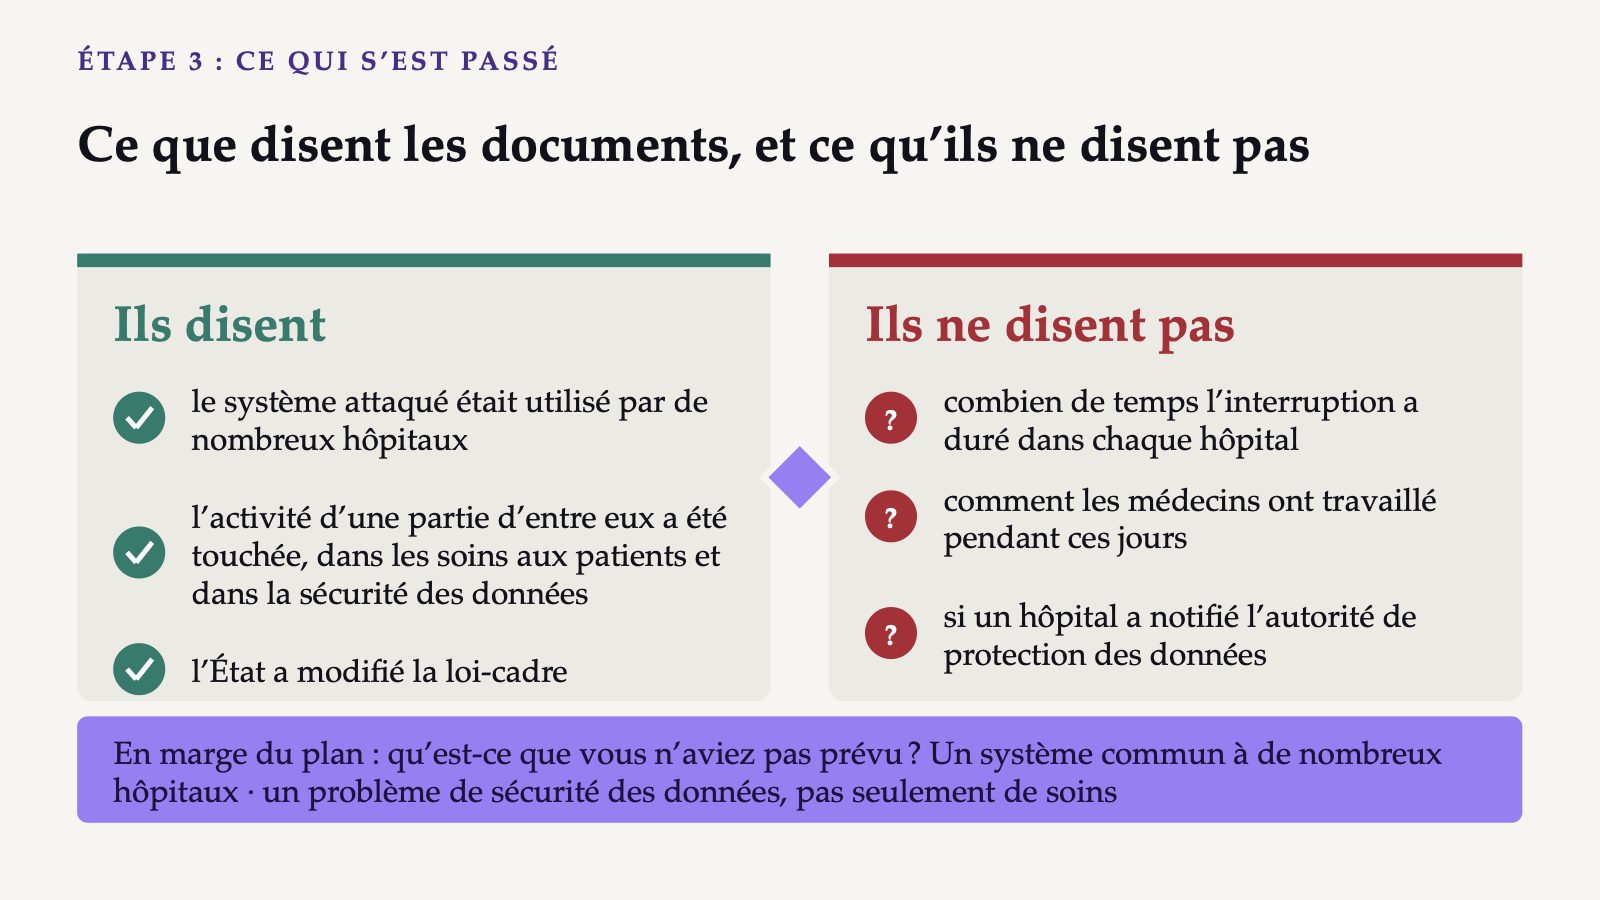 ÉTAPE 3 : CE QUI S’EST PASSÉ
Ce que disent les documents, et ce qu’ils ne disent pas
Ils disent
le système attaqué était utilisé par de
nombreux hôpitaux
l’activité d’une partie d’entre eux a été
touchée, dans les soins aux patients et
dans la sécurité des données
l’État a modifié la loi-cadre
Ils ne disent pas
?
combien de temps l’interruption a
duré dans chaque hôpital
?
comment les médecins ont travaillé
pendant ces jours
?
si un hôpital a notifié l’autorité de
protection des données
En marge du plan : qu’est-ce que vous n’aviez pas prévu ? Un système commun à de nombreux
hôpitaux · un problème de sécurité des données, pas seulement de soins